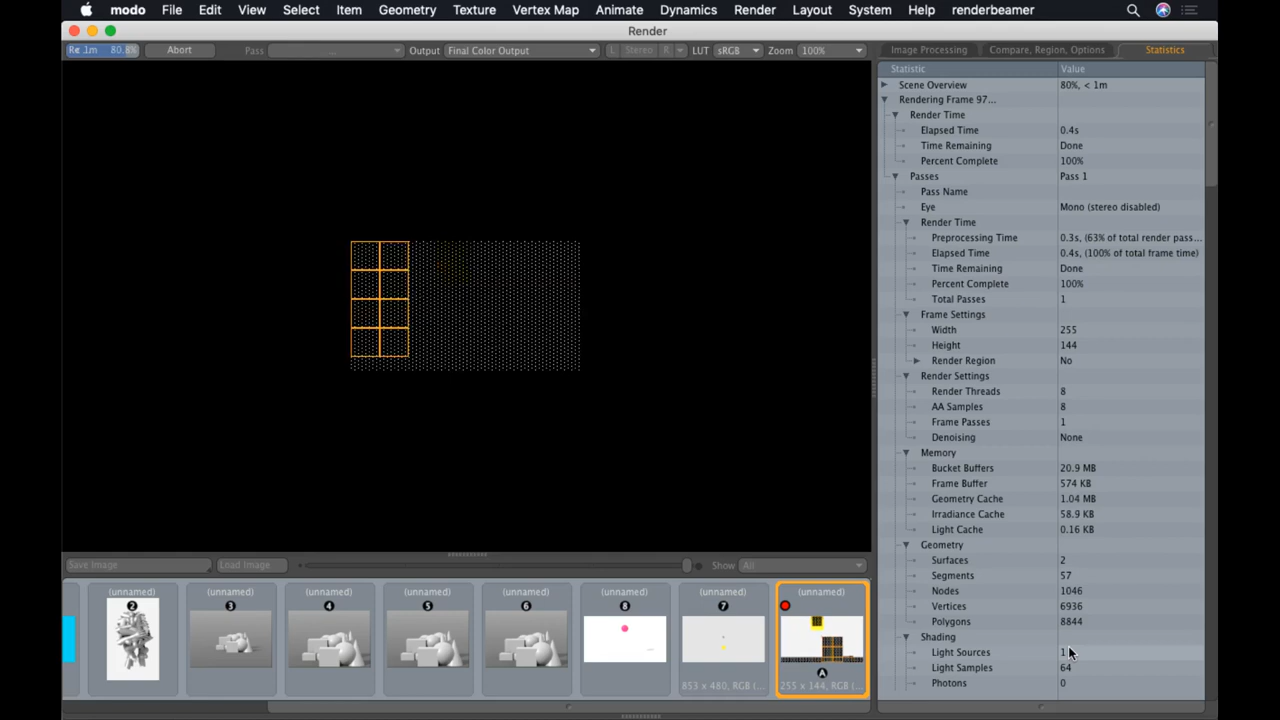 modo File Edit View Select Item Geometry Texture Vertex Map Animate Dynamics Render Layout System Help renderbeamer
Render
1m 80.8% Abort Pass ... Output Final Color Output L Stereo R LUT sRGB Zoom 100% Image Processing Compare, Region, Options Statistics
Statistic Value
Scene Overview 80%, < 1m
Rendering Frame 97...
Render Time
Elapsed Time 0.4s
Time Remaining Done
Percent Complete 100%
Passes Pass 1
Pass Name
Eye Mono (stereo disabled)
Render Time
Preprocessing Time 0.3s, (63% of total render pass...
Elapsed Time 0.4s, (100% of total frame time)
Time Remaining Done
Percent Complete 100%
Total Passes 1
Frame Settings
Width 255
Height 144
Render Region No
Render Settings
Render Threads 8
AA Samples 8
Frame Passes 1
Denoising None
Memory
Bucket Buffers 20.9 MB
Frame Buffer 574 KB
Geometry Cache 1.04 MB
Irradiance Cache 58.9 KB
Light Cache 0.16 KB
Geometry
Surfaces 2
Segments 57
Nodes 1046
Vertices 6936
Polygons 8844
Shading
Light Sources 1
Light Samples 64
Photons 0
Save Image Load Image Show All
(unnamed) (unnamed) (unnamed) (unnamed) (unnamed) (unnamed) (unnamed) (unnamed)
2 3 4 5 6 8 7
A
853 x 480, RGB (... 255 x 144, RGB (...